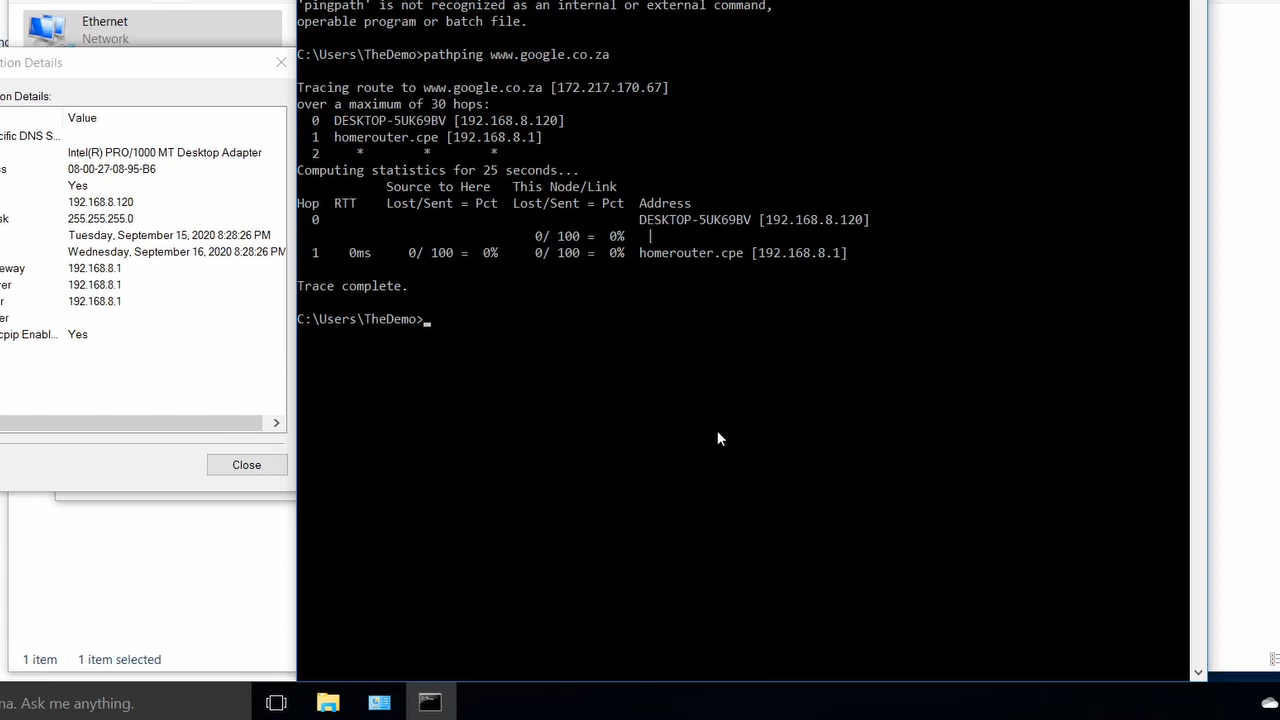 Ethernet
Network
tion Details
on Details:
Value
cific DNS S...
Intel(R) PRO/1000 MT Desktop Adapter
ss 08-00-27-08-95-B6
Yes
192.168.8.120
sk 255.255.255.0
Tuesday, September 15, 2020 8:28:26 PM
Wednesday, September 16, 2020 8:28:26 PM
eway 192.168.8.1
ver 192.168.8.1
r 192.168.8.1
er
cpip Enabl... Yes
Close
1 item 1 item selected
'pingpath' is not recognized as an internal or external command,
operable program or batch file.
C:\Users\TheDemo>pathping www.google.co.za
Tracing route to www.google.co.za [172.217.170.67]
over a maximum of 30 hops:
0 DESKTOP-5UK69BV [192.168.8.120]
1 homerouter.cpe [192.168.8.1]
2 * * *
Computing statistics for 25 seconds...
Source to Here This Node/Link
Hop RTT Lost/Sent = Pct Lost/Sent = Pct Address
0 DESKTOP-5UK69BV [192.168.8.120]
0/ 100 = 0% |
1 0ms 0/ 100 = 0% 0/ 100 = 0% homerouter.cpe [192.168.8.1]
Trace complete.
C:\Users\TheDemo>_
na. Ask me anything.